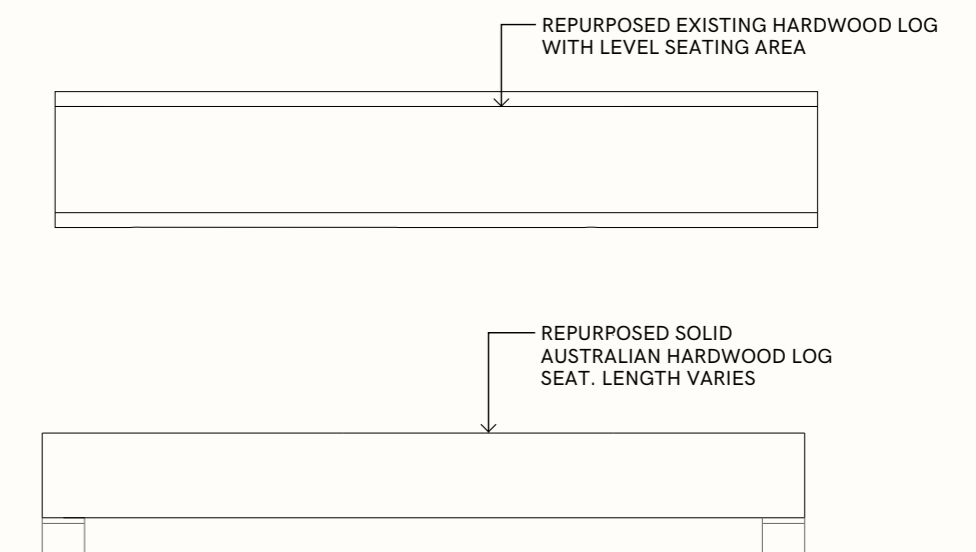 REPURPOSED EXISTING HARDWOOD LOG
WITH LEVEL SEATING AREA
REPURPOSED SOLID
AUSTRALIAN HARDWOOD LOG
SEAT. LENGTH VARIES